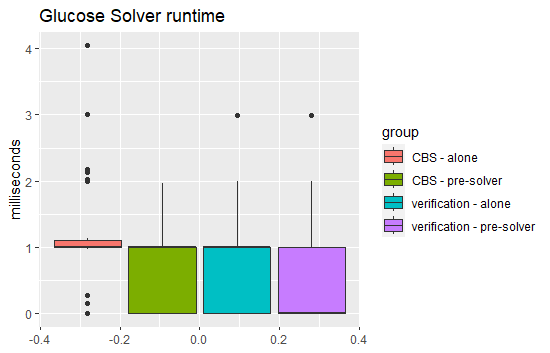 Glucose Solver runtime
milliseconds
4
3
2
1
0
-0.4 -0.2 0.0 0.2 0.4
group
CBS - alone
CBS - pre-solver
verification - alone
verification - pre-solver